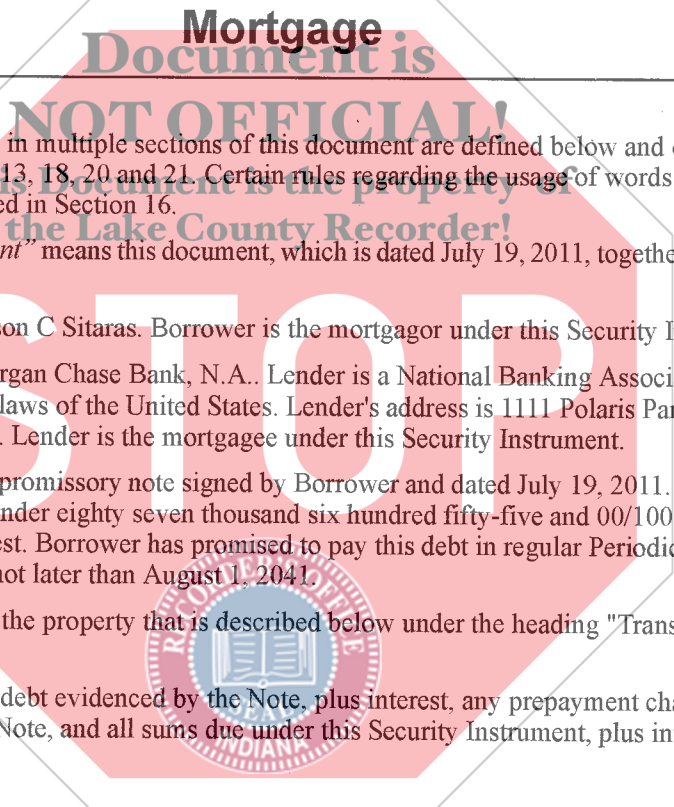 Mortgage
Document is
NOT OFFICIAL!
in multiple sections of this document are defined below and
13, 18, 20 and 21. Certain rules regarding the usage of words
This Document is the property of
ed in Section 16.
the Lake County Recorder!
nt" means this document, which is dated July 19, 2011, togethe
STOP
son C Sitaras. Borrower is the mortgagor under this Security I
rgan Chase Bank, N.A.. Lender is a National Banking Associ
laws of the United States. Lender's address is 1111 Polaris Par
. Lender is the mortgagee under this Security Instrument.
promissory note signed by Borrower and dated July 19, 2011.
nder eighty seven thousand six hundred fifty-five and 00/100
est. Borrower has promised to pay this debt in regular Periodic
not later than August 1, 2041.
RECORDER'S OFFICE
the property that is described below under the heading "Trans
debt evidenced by the Note, plus interest, any prepayment cha
SEAL
Note, and all sums due under this Security Instrument, plus in
INDIANA